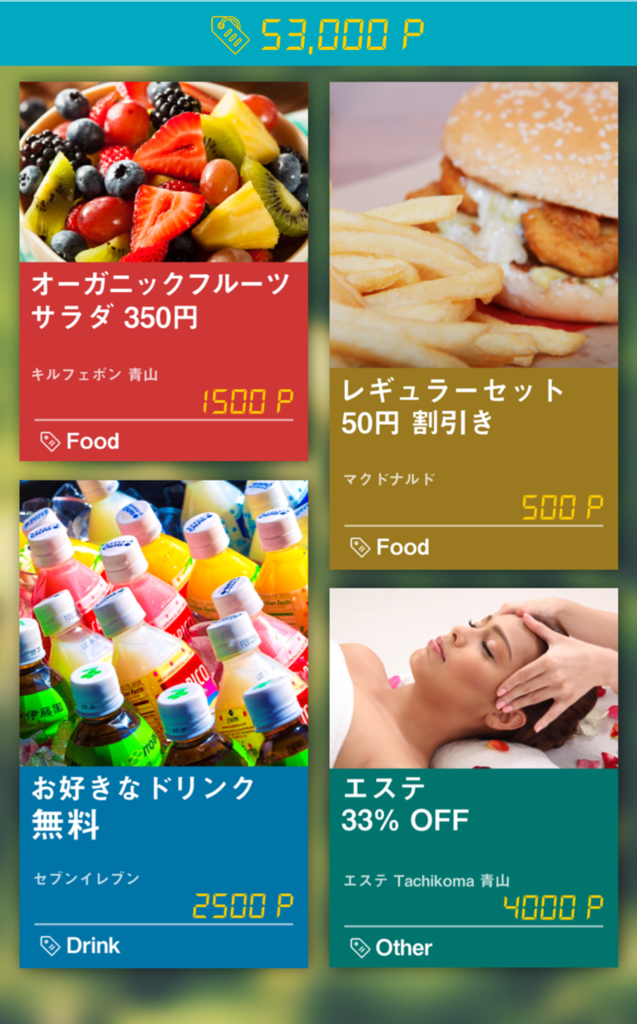 53,000 P
オーガニックフルーツ
サラダ 350円
キルフェボン 青山
1500 P
Food
レギュラーセット
50円 割引き
マクドナルド
500 P
Food
伊藤園
お好きなドリンク
無料
セブンイレブン
2500 P
Drink
エステ
33% OFF
エステ Tachikoma 青山
4000 P
Other